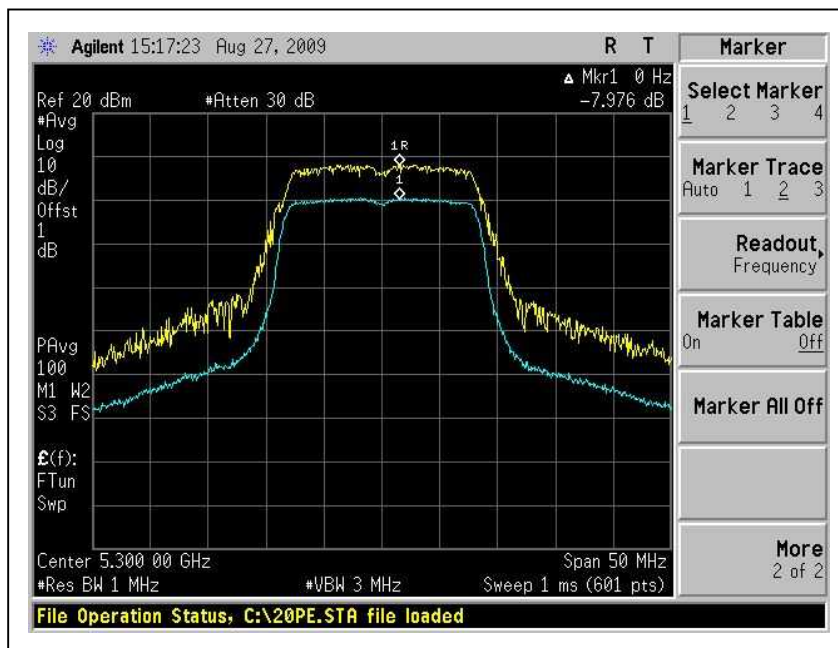 Agilent 15:17:23 Aug 27, 2009 R T
Δ Mkr1 0 Hz
Ref 20 dBm #Atten 30 dB -7.976 dB
#Avg
Log
10
dB/
Offst
1
dB
1R
1
PAvg
100
M1 W2
S3 FS
£(f):
FTun
Swp
Center 5.300 00 GHz Span 50 MHz
#Res BW 1 MHz #VBW 3 MHz Sweep 1 ms (601 pts)
File Operation Status, C:\20PE.STA file loaded
Marker
Select Marker
1 2 3 4
Marker Trace
Auto 1 2 3
Readout
Frequency
Marker Table
On Off
Marker All Off
More
2 of 2